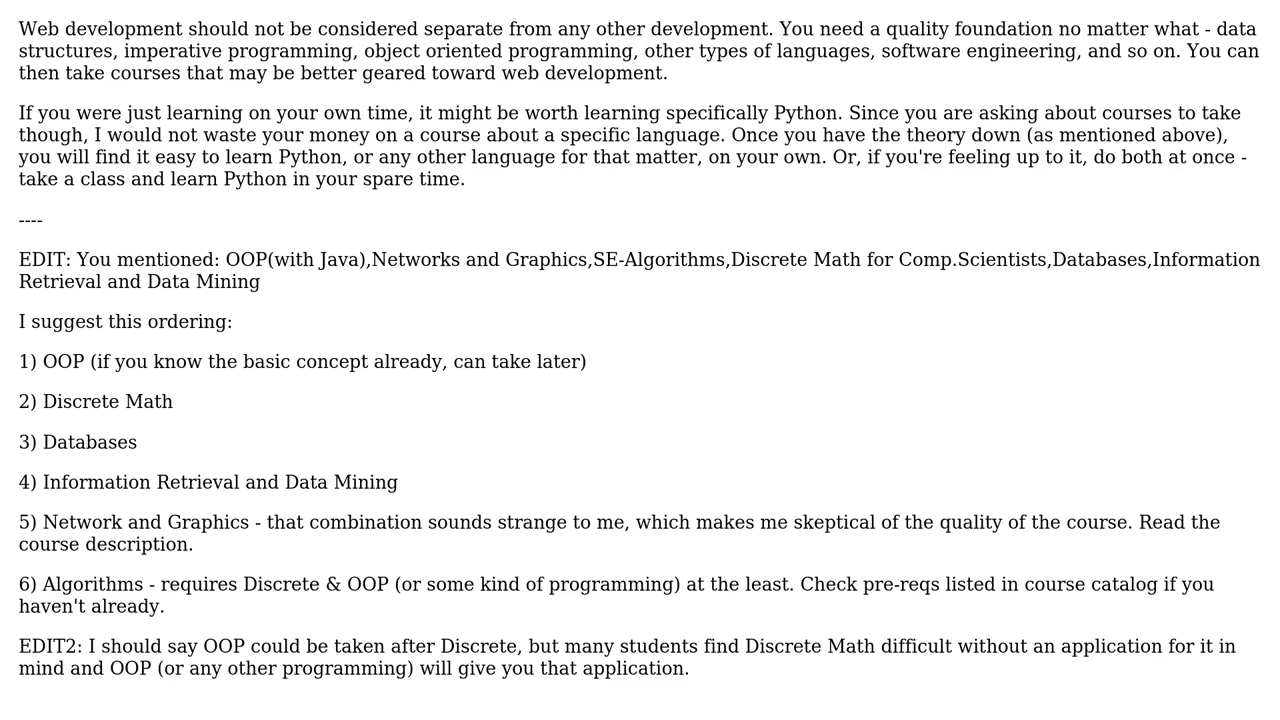 Web development should not be considered separate from any other development. You need a quality foundation no matter what - data
structures, imperative programming, object oriented programming, other types of languages, software engineering, and so on. You can
then take courses that may be better geared toward web development.
If you were just learning on your own time, it might be worth learning specifically Python. Since you are asking about courses to take
though, I would not waste your money on a course about a specific language. Once you have the theory down (as mentioned above),
you will find it easy to learn Python, or any other language for that matter, on your own. Or, if you're feeling up to it, do both at once -
take a class and learn Python in your spare time.
----
EDIT: You mentioned: OOP(with Java),Networks and Graphics,SE-Algorithms,Discrete Math for Comp.Scientists,Databases,Information
Retrieval and Data Mining
I suggest this ordering:
1) OOP (if you know the basic concept already, can take later)
2) Discrete Math
3) Databases
4) Information Retrieval and Data Mining
5) Network and Graphics - that combination sounds strange to me, which makes me skeptical of the quality of the course. Read the
course description.
6) Algorithms - requires Discrete & OOP (or some kind of programming) at the least. Check pre-reqs listed in course catalog if you
haven't already.
EDIT2: I should say OOP could be taken after Discrete, but many students find Discrete Math difficult without an application for it in
mind and OOP (or any other programming) will give you that application.